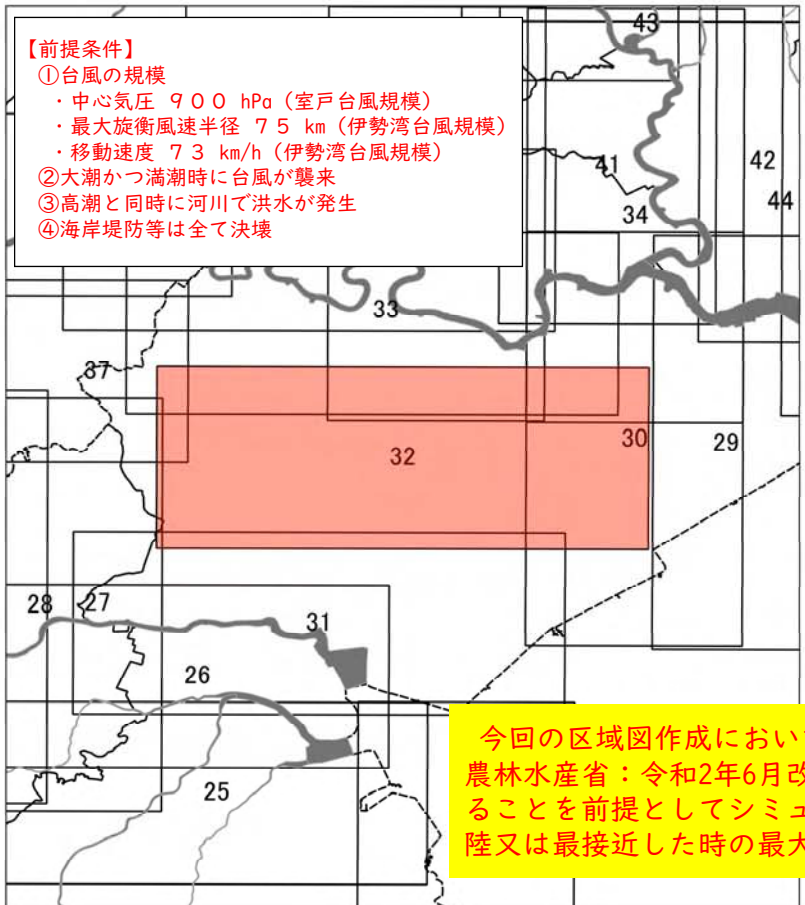 【前提条件】
①台風の規模
・中心気圧 900 hPa（室戸台風規模）
・最大旋衡風速半径 75 km（伊勢湾台風規模）
・移動速度 73 km/h（伊勢湾台風規模）
②大潮かつ満潮時に台風が襲来
③高潮と同時に河川で洪水が発生
④海岸堤防等は全て決壊
43
41
42
34
44
33
37
32
30
29
28
27
31
26
25
今回の区域図作成におい
農林水産省：令和2年6月改
ることを前提としてシミュ
陸又は最接近した時の最大